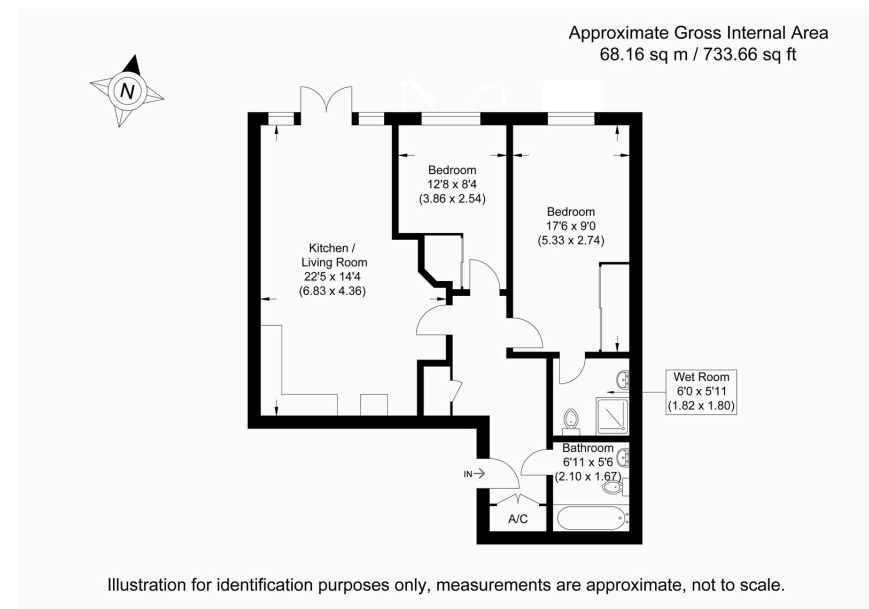 Approximate Gross Internal Area
68.16 sq m / 733.66 sq ft
N
Bedroom
12'8 x 8'4
(3.86 x 2.54)
Bedroom
17'6 x 9'0
(5.33 x 2.74)
Kitchen /
Living Room
22'5 x 14'4
(6.83 x 4.36)
Wet Room
6'0 x 5'11
(1.82 x 1.80)
Bathroom
6'11 x 5'6
(2.10 x 1.67)
IN
A/C
Illustration for identification purposes only, measurements are approximate, not to scale.